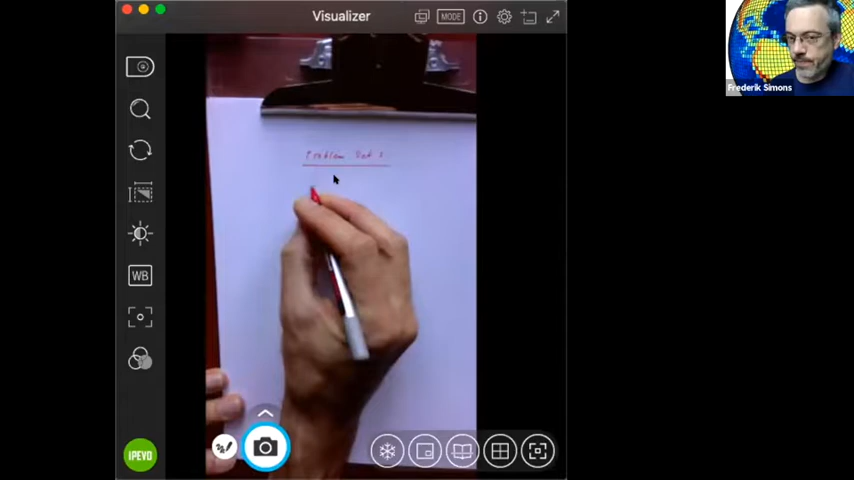 Visualizer
MODE
Frederik Simons
Problem Set 1
WB
IPEVO